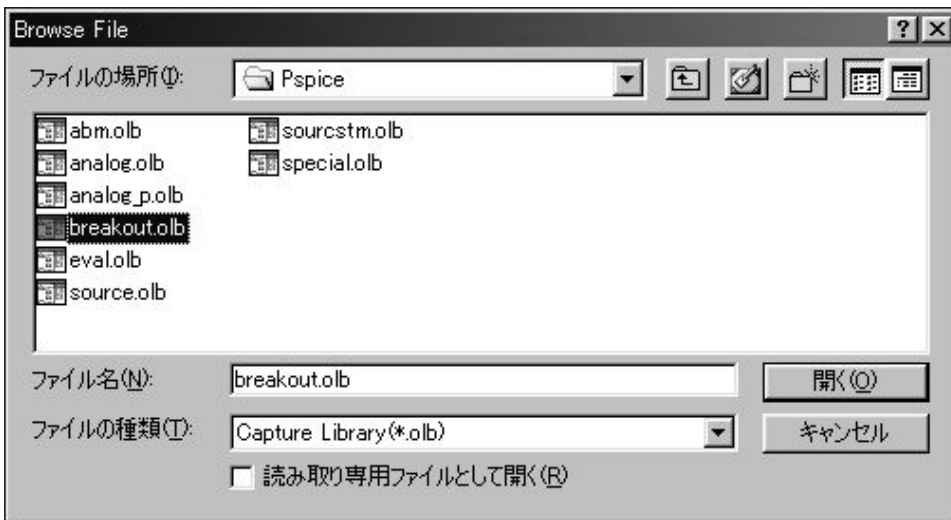 Browse File
ファイルの場所(I):
Pspice
abm.olb
analog.olb
analog_p.olb
breakout.olb
eval.olb
source.olb
sourcstm.olb
special.olb
ファイル名(N):
breakout.olb
開く(O)
ファイルの種類(T):
Capture Library(*.olb)
キャンセル
読み取り専用ファイルとして開く(R)